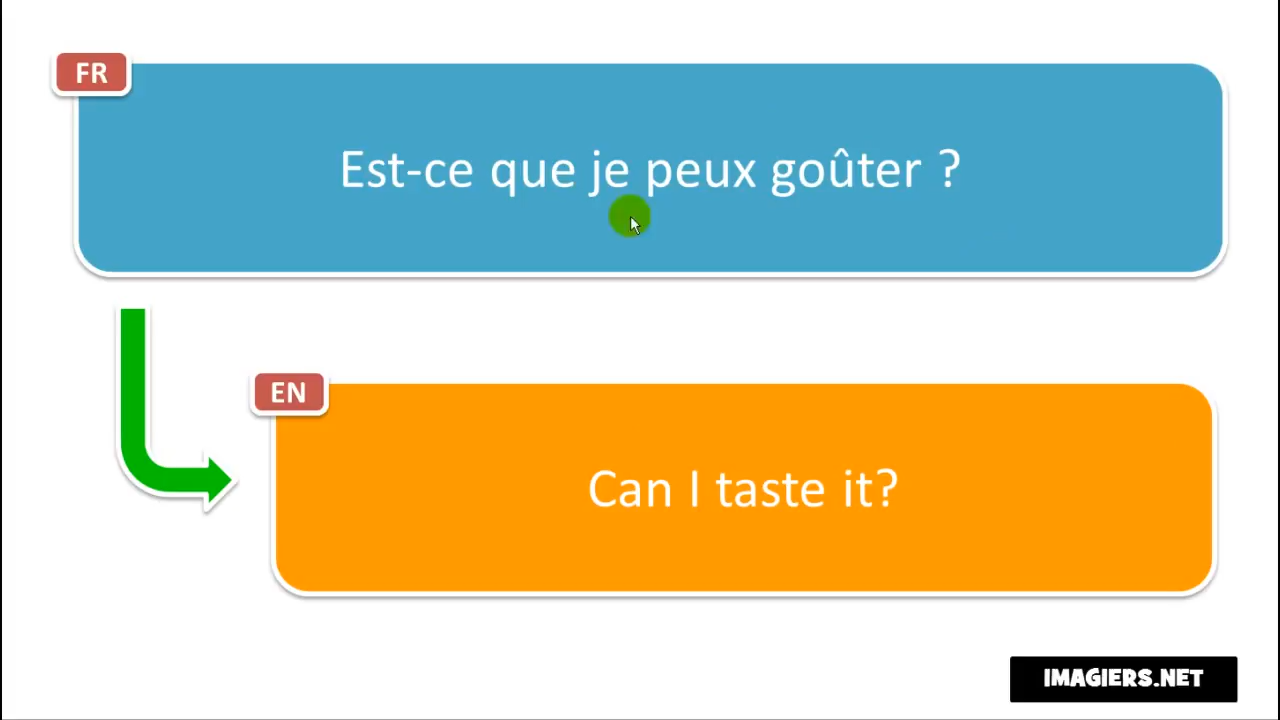 FR
Est-ce que je peux goûter ?
EN
Can I taste it?
IMAGIERS.NET